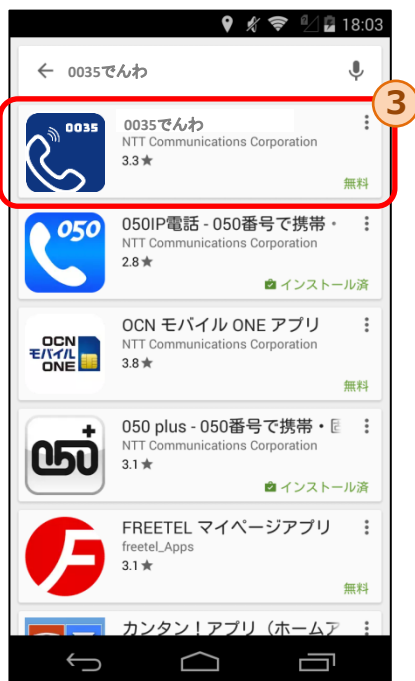 18:03
0035でんわ
3
0035
0035でんわ
NTT Communications Corporation
3.3★
無料
050
050IP電話 - 050番号で携帯・
NTT Communications Corporation
2.8★
インストール済
OCN
モバイル
ONE
OCN モバイル ONE アプリ
NTT Communications Corporation
3.8★
無料
050+
050 plus - 050番号で携帯・
NTT Communications Corporation
3.1★
インストール済
FREETEL マイページアプリ
freetel_Apps
3.1★
無料
カンタン！アプリ（ホームア